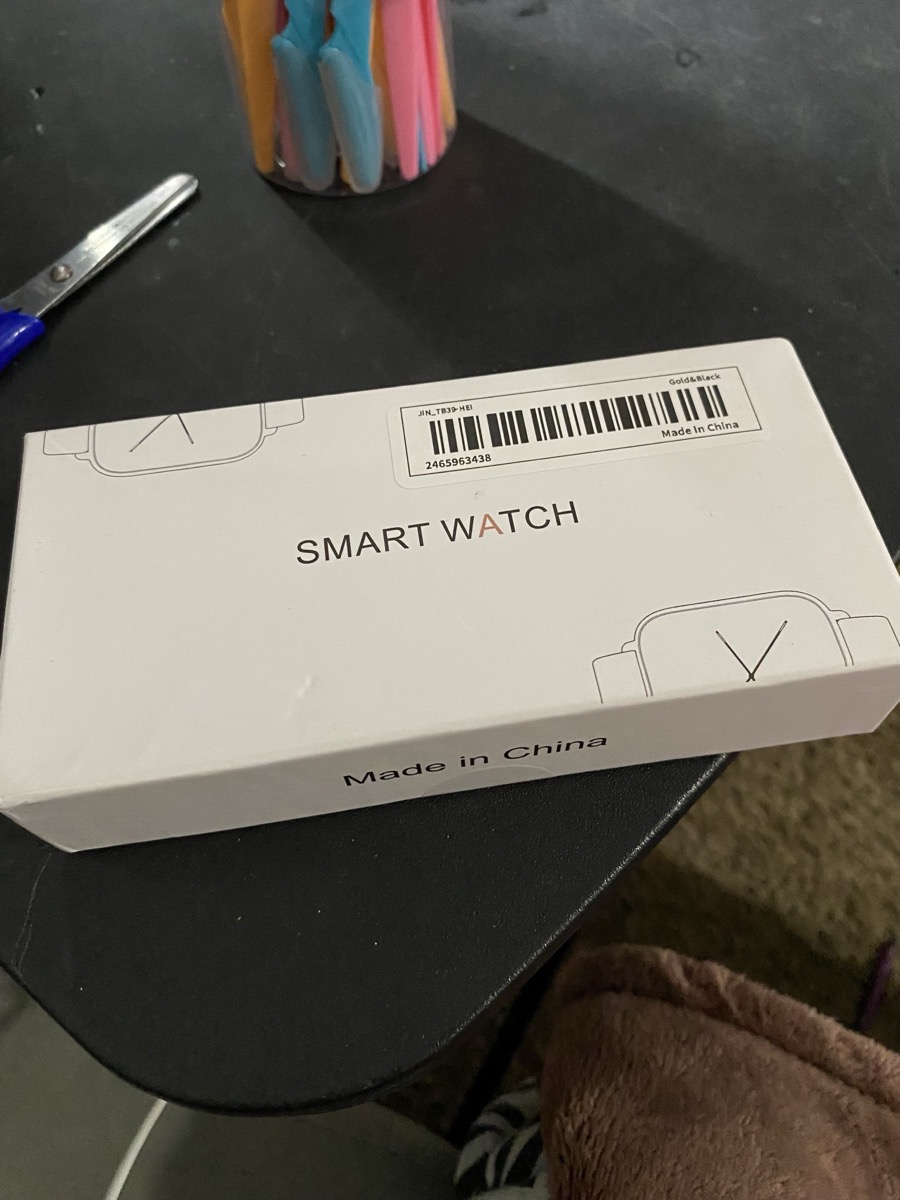 JIN_TB39-HEI
Gold&Black
2465963438
Made In China
SMART WATCH
Made in China